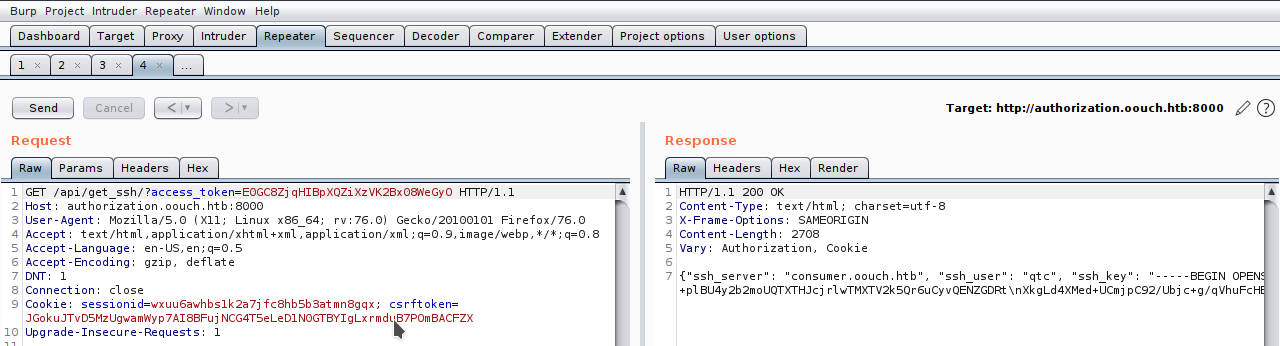 Burp Project Intruder Repeater Window Help
Dashboard Target Proxy Intruder Repeater Sequencer Decoder Comparer Extender Project options User options
1 × 2 × 3 × 4 × ...
Send Cancel < > Target: http://authorization.oouch.htb:8000 ?
Request
Raw Params Headers Hex
1 GET /api/get_ssh/?access_token=E0GC8ZjqHIBpXQZiXzVK2Bx08WeGyO HTTP/1.1
2 Host: authorization.oouch.htb:8000
3 User-Agent: Mozilla/5.0 (X11; Linux x86_64; rv:76.0) Gecko/20100101 Firefox/76.0
4 Accept: text/html,application/xhtml+xml,application/xml;q=0.9,image/webp,*/*;q=0.8
5 Accept-Language: en-US,en;q=0.5
6 Accept-Encoding: gzip, deflate
7 DNT: 1
8 Connection: close
9 Cookie: sessionid=wxuu6awhbs1k2a7jfc8hb5b3atmn8gqx; csrftoken=
JGokuJTvD5MzUgwamWyp7AI8BFujNCG4T5eLeD1N0GTBYIgLxrmduB7POmBACFZX
10 Upgrade-Insecure-Requests: 1
11
Response
Raw Headers Hex Render
1 HTTP/1.1 200 OK
2 Content-Type: text/html; charset=utf-8
3 X-Frame-Options: SAMEORIGIN
4 Content-Length: 2708
5 Vary: Authorization, Cookie
6
7 {"ssh_server": "consumer.oouch.htb", "ssh_user": "qtc", "ssh_key": "-----BEGIN OPENS
+plBU4y2b2moUQTXTHJcjrlwTMXTV2k5Qr6uCyvQENZGDRt\nXkgLd4XMed+UCmjpC92/Ubjc+g/qVhuFcHE